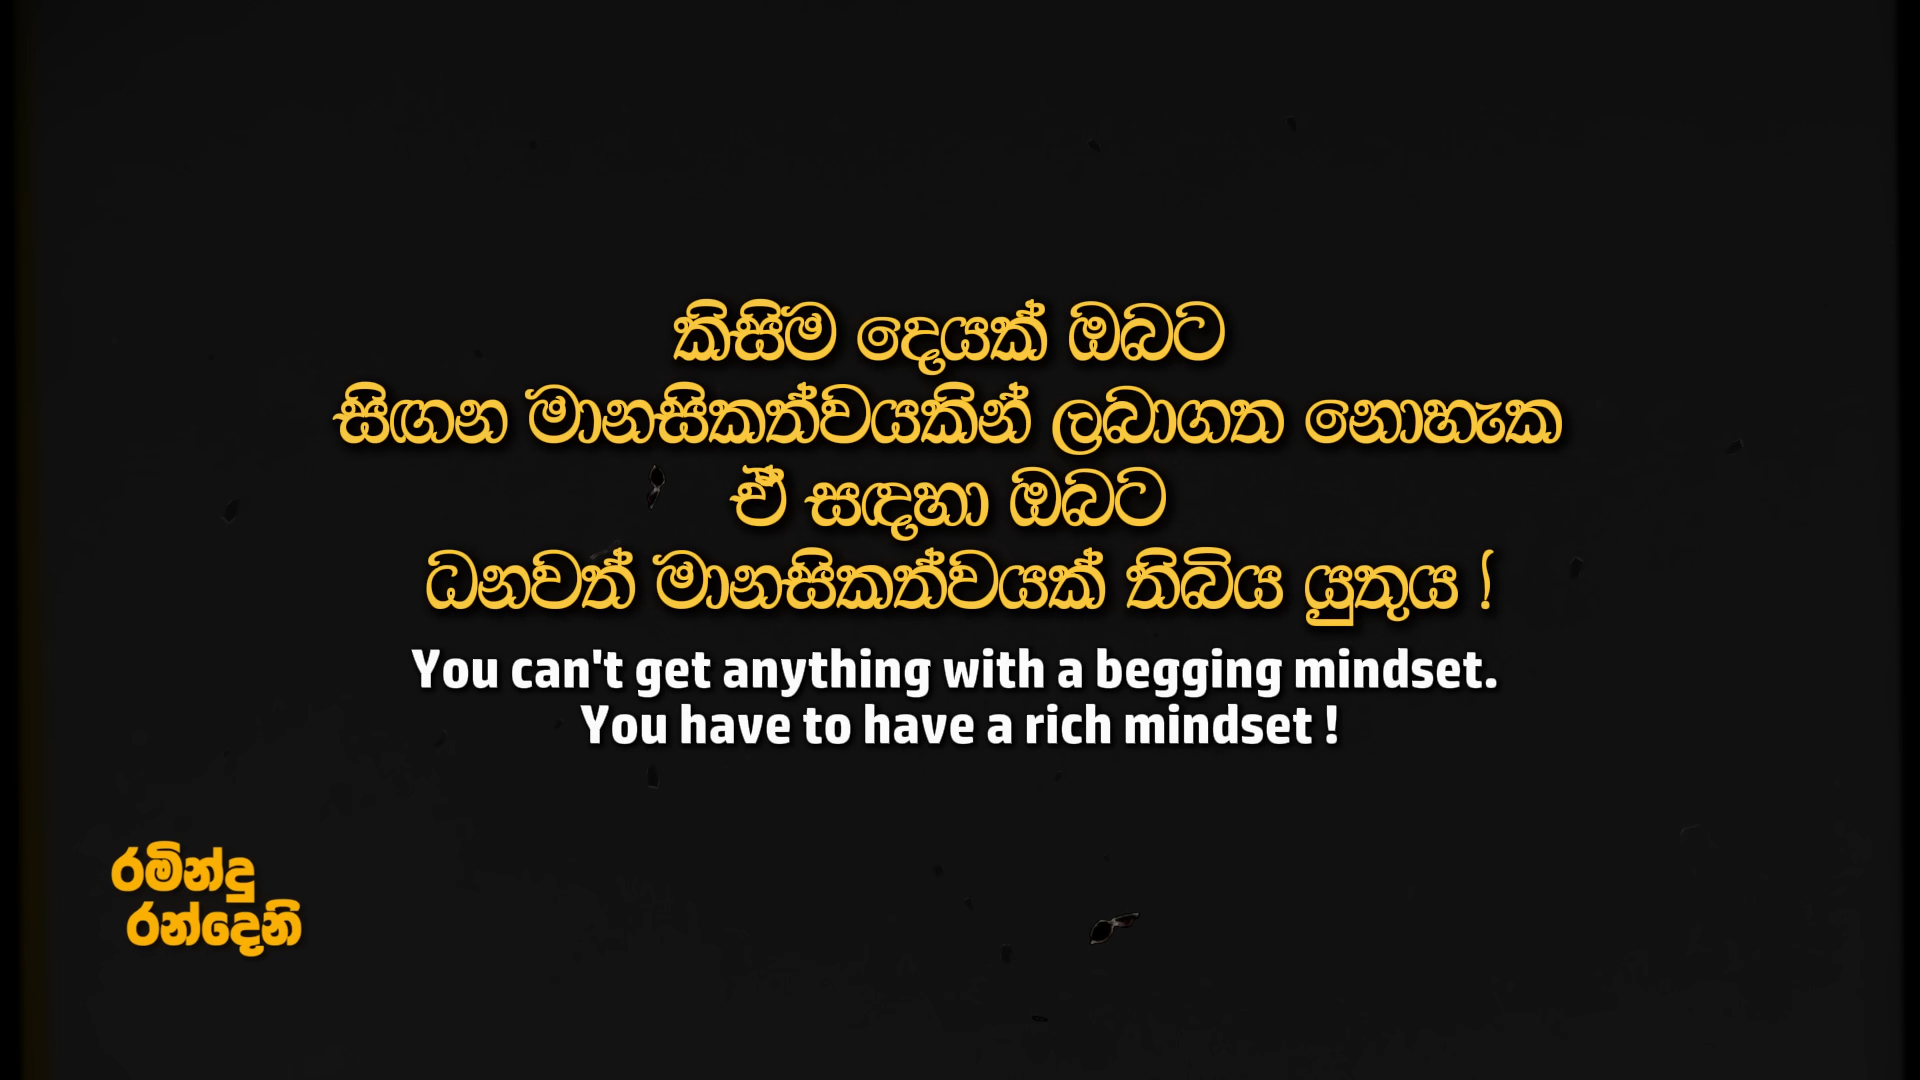 කිසිම දෙයක් ඔබට
සිඟන මානසිකත්වයකින් ලබාගත නොහැක
ඒ සඳහා ඔබට
ධනවත් මානසිකත්වයක් තිබිය යුතුය !
You can't get anything with a begging mindset.
You have to have a rich mindset !
රමින්දු
රන්දෙනි